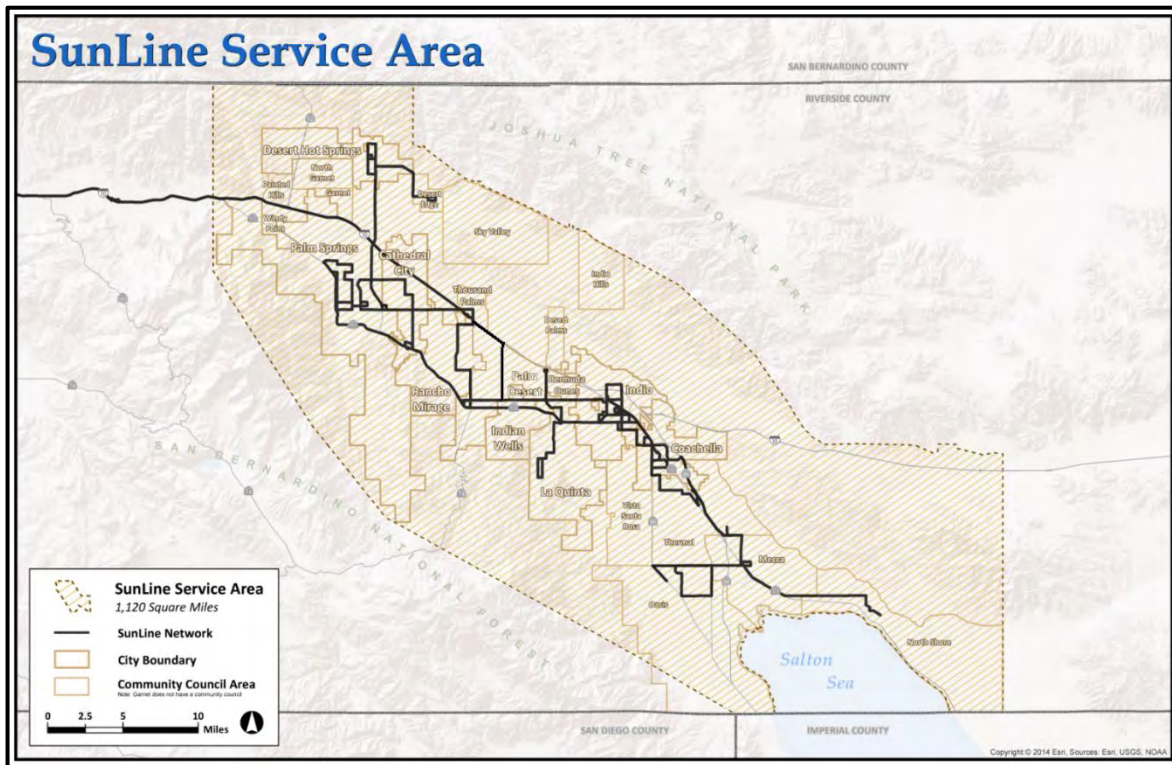 SunLine Service Area
SAN BERNARDINO COUNTY
RIVERSIDE COUNTY
JOSHUA TREE NATIONAL PARK
Desert Hot Springs
North
Garnet
Painted
Hills
Garnet
Desert
Edge
Windy
Point
Sky Valley
Palm Springs
Cathedral
City
Indio
Hills
Thousand
Palms
Desert
Palms
Palm
Desert
Bermuda
Dunes
Rancho
Mirage
Indio
Indian
Wells
Coachella
La Quinta
Vista
Santa
Rosa
Thermal
Mecca
Oasis
North Shore
SAN BERNARDINO NATIONAL FOREST
Salton
Sea
SunLine Service Area
1,120 Square Miles
SunLine Network
City Boundary
Community Council Area
Note: Garnet does not have a community council
0 2.5 5 10
Miles
SAN DIEGO COUNTY
IMPERIAL COUNTY
Copyright © 2014 Esri, Sources: Esri, USGS, NOAA